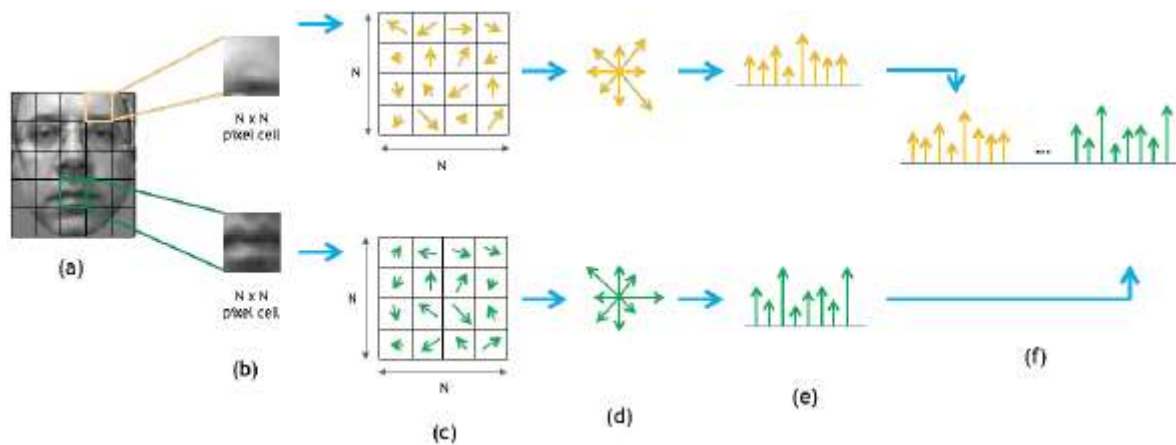 N x N
pixel cell
N
N
(a)
N x N
pixel cell
N
N
(b)
(c)
(d)
(e)
(f)
...